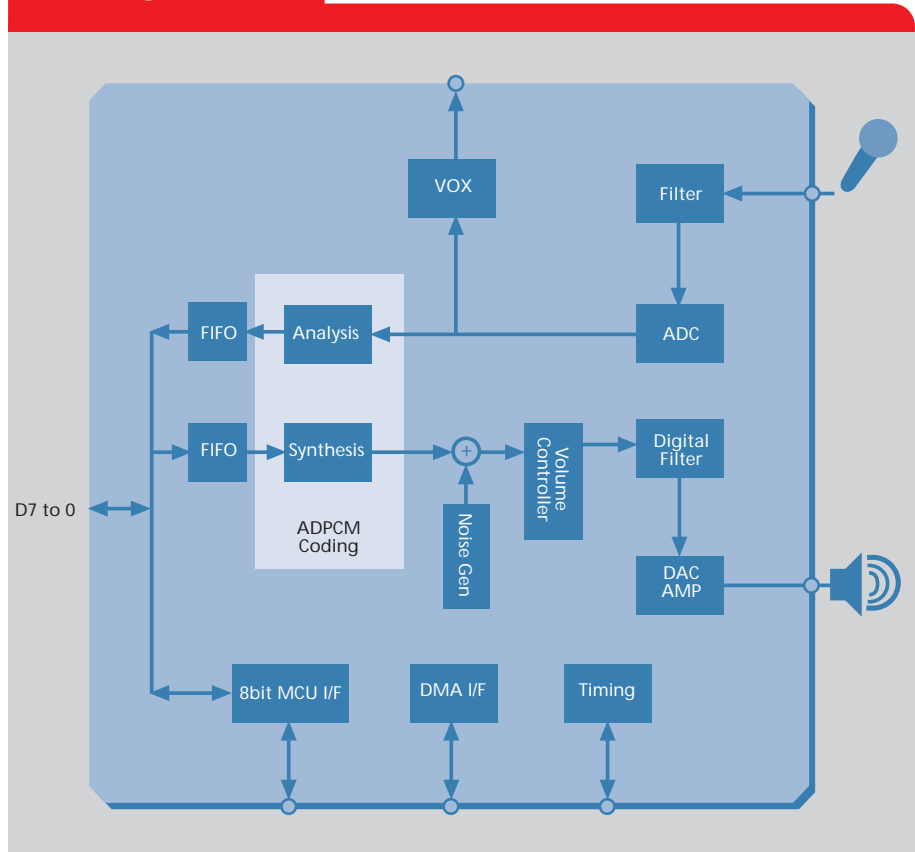 VOX
Filter
FIFO
Analysis
ADC
FIFO
Synthesis
+
Volume
Controller
Digital
Filter
D7 to 0
ADPCM
Coding
Noise Gen
DAC
AMP
8bit MCU I/F
DMA I/F
Timing